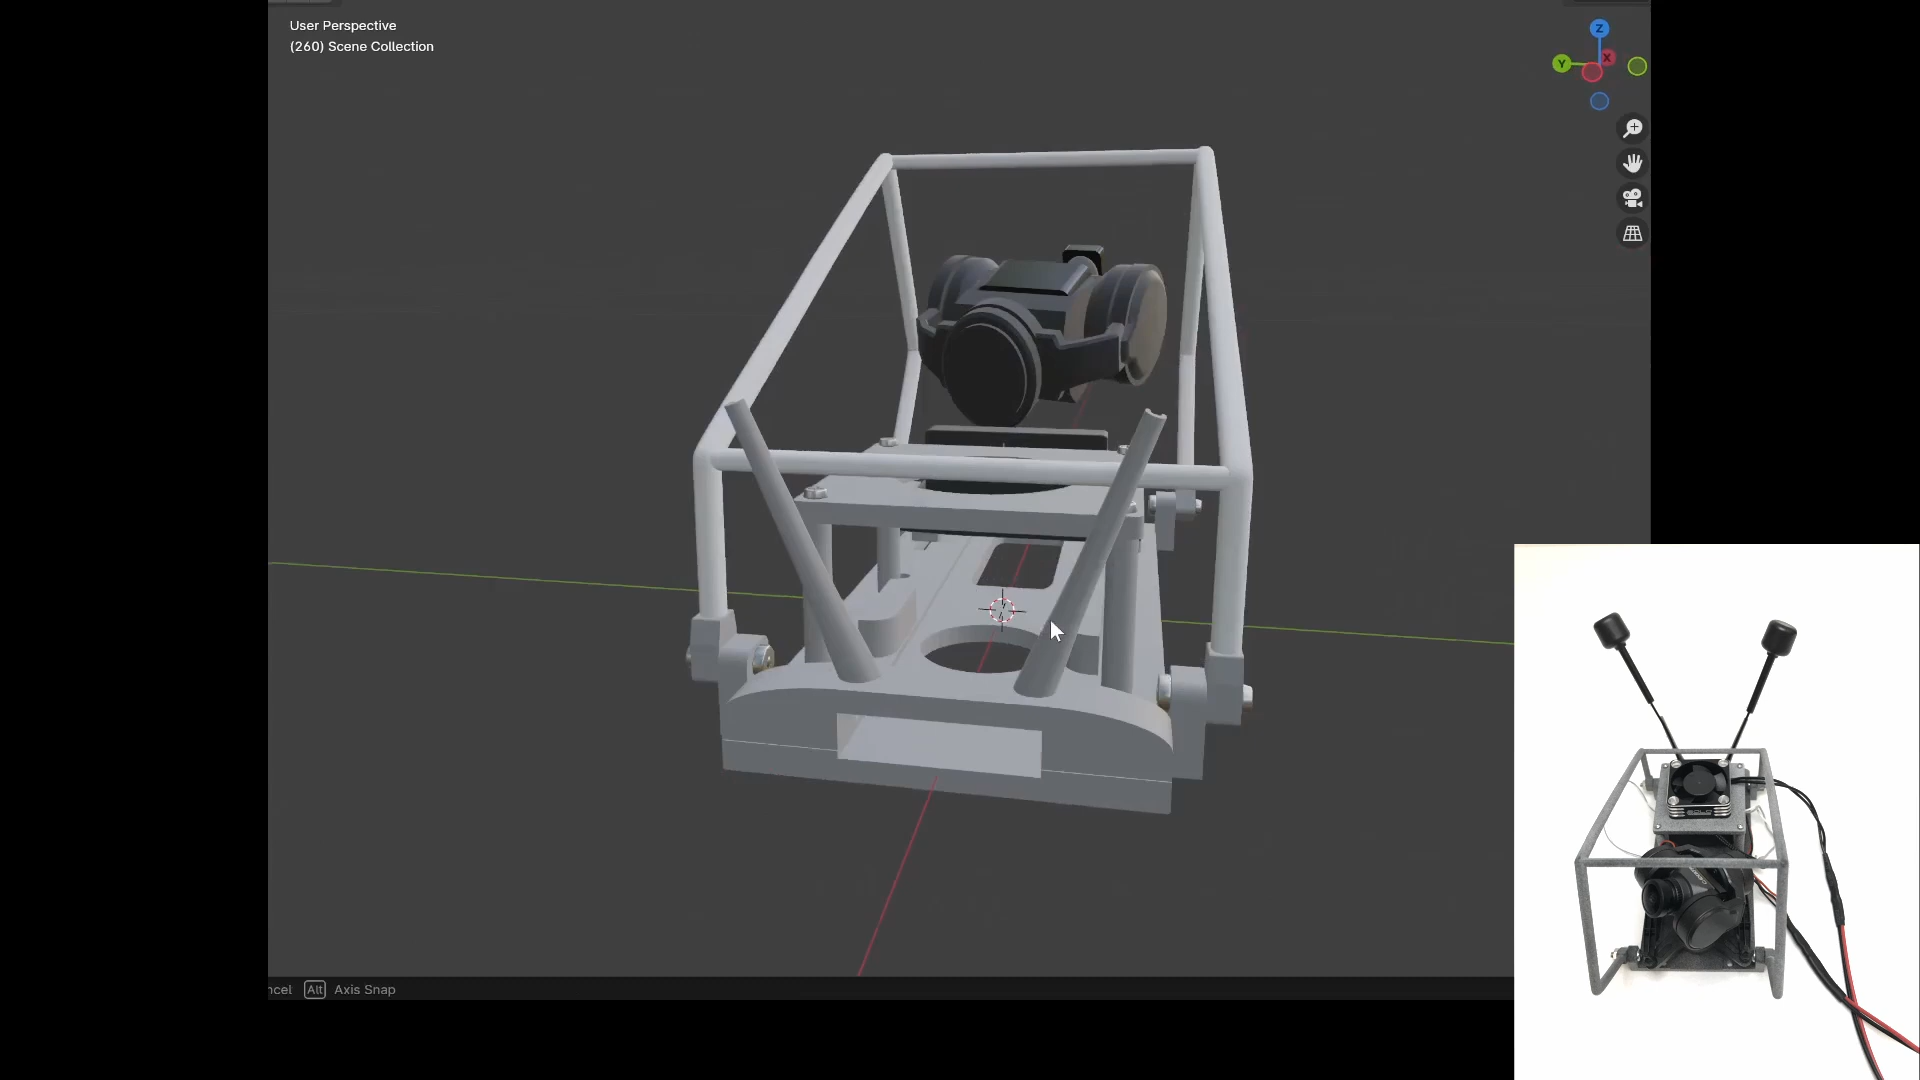 User Perspective
(260) Scene Collection
Z
Y
X
ncel Alt Axis Snap